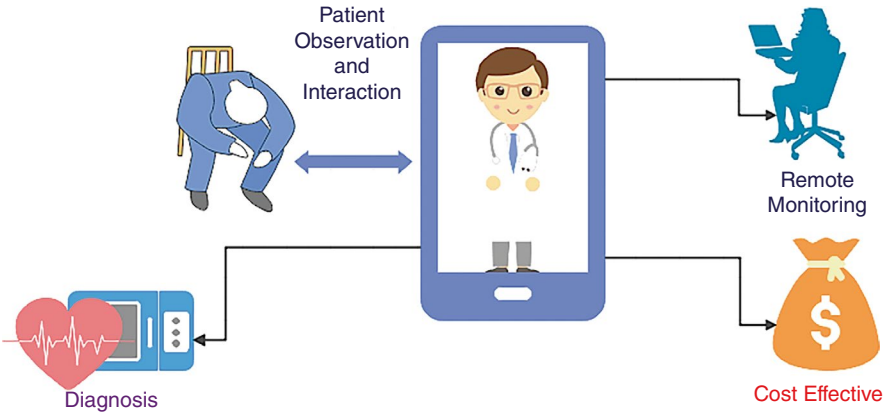 Patient
Observation
and
Interaction
Remote
Monitoring
$
Diagnosis
Cost Effective